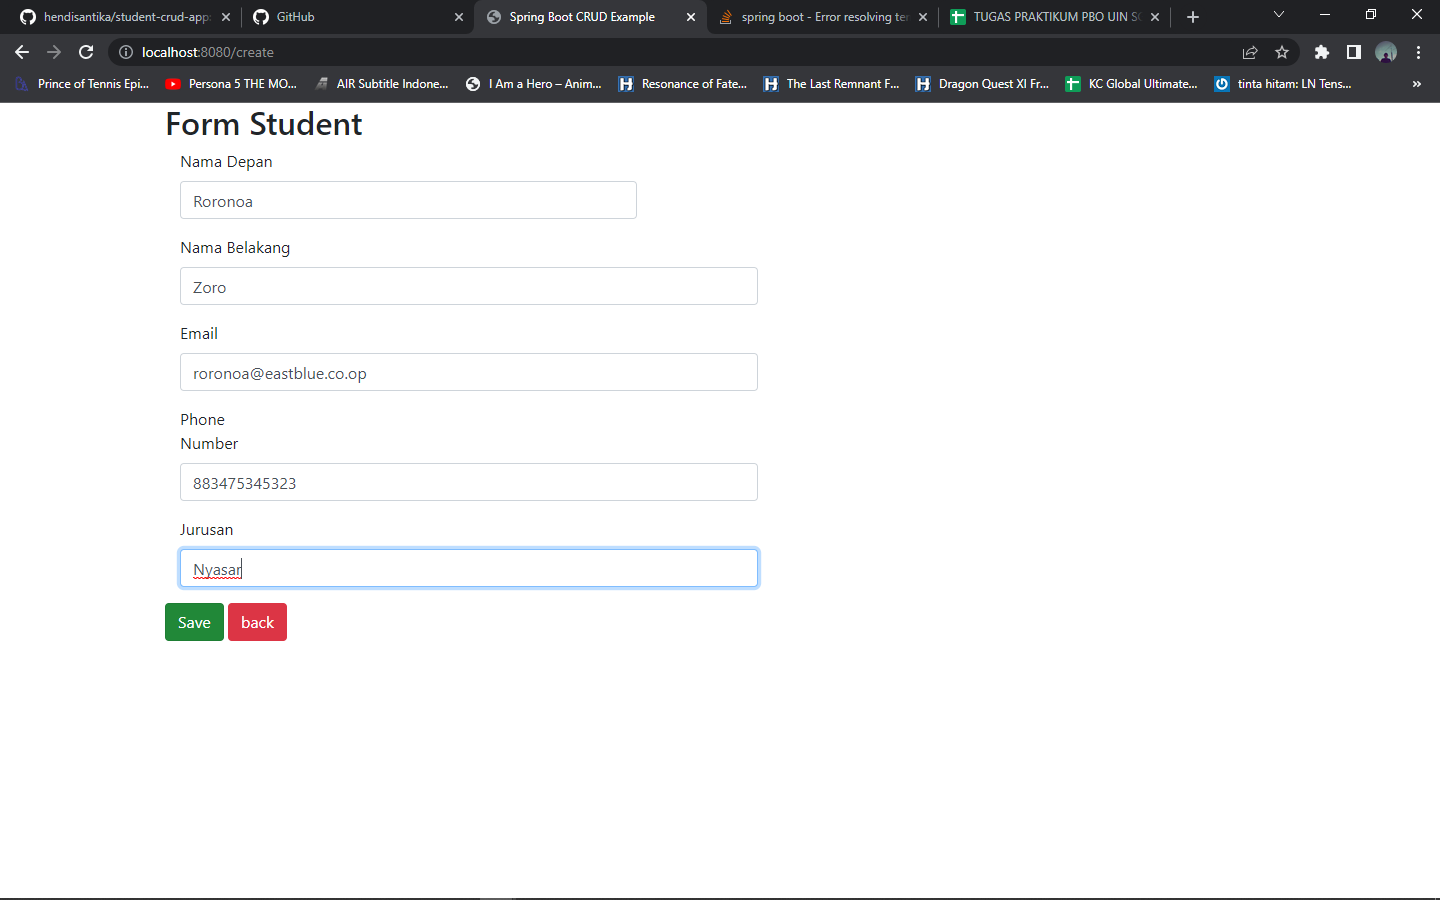 hendisantika/student-crud-app:
GitHub
Spring Boot CRUD Example
spring boot - Error resolving ter
TUGAS PRAKTIKUM PBO UIN SG
localhost:8080/create
Prince of Tennis Epi...
Persona 5 THE MO...
AIR Subtitle Indone...
I Am a Hero – Anim...
Resonance of Fate...
The Last Remnant F...
Dragon Quest XI Fr...
KC Global Ultimate...
tinta hitam: LN Tens...
»
Form Student
Nama Depan
Roronoa
Nama Belakang
Zoro
Email
roronoa@eastblue.co.op
Phone
Number
883475345323
Jurusan
Nyasar
Save
back